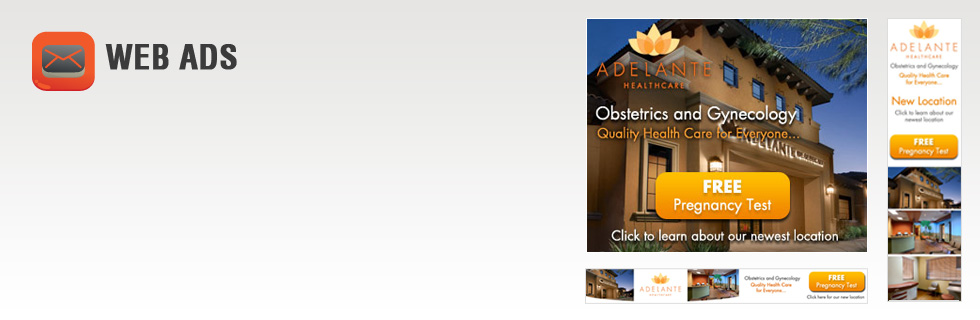 WEB ADS
ADELANTE
HEALTHCARE
Obstetrics and Gynecology
Quality Health Care for Everyone...
FREE
Pregnancy Test
Click to learn about our newest location
ADELANTE
HEALTHCARE
Obstetrics and Gynecology
Quality Health Care
for Everyone...
New Location
Click to learn about our
newest location
FREE
Pregnancy Test
ADELANTE
HEALTHCARE
Obstetrics and Gynecology
Quality Health Care
for Everyone...
FREE
Pregnancy Test
Click here for our new location